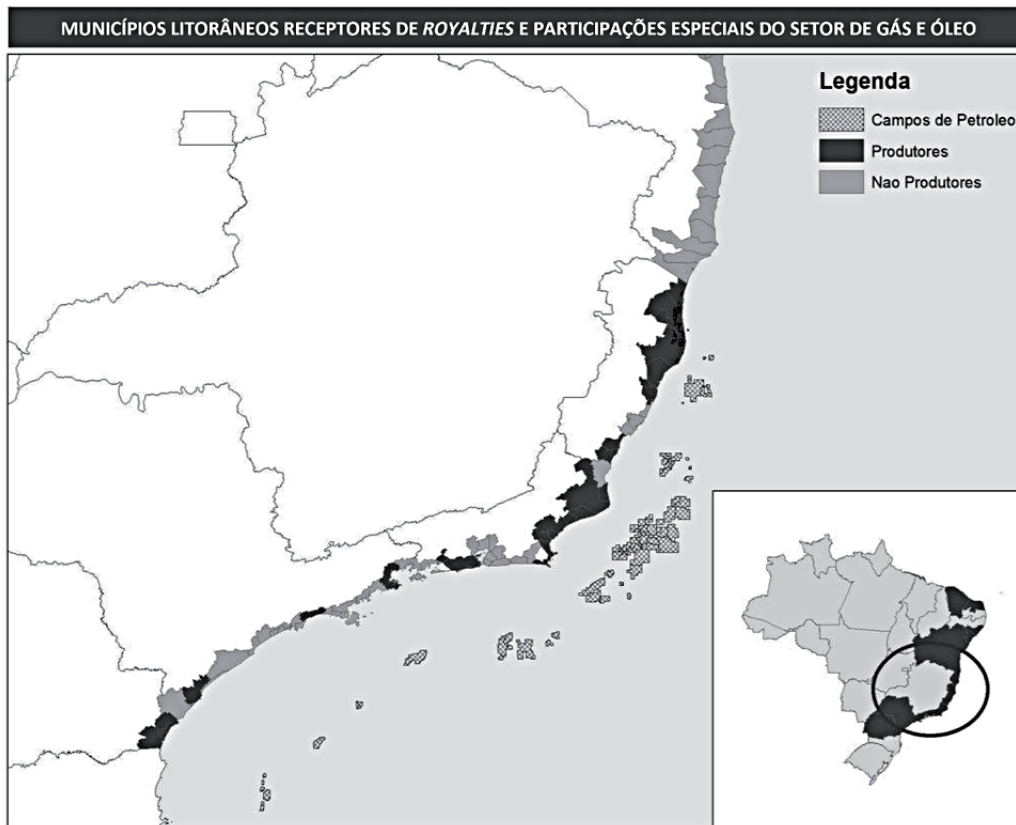 MUNICÍPIOS LITORÂNEOS RECEPTORES DE ROYALTIES E PARTICIPAÇÕES ESPECIAIS DO SETOR DE GÁS E ÓLEO
Legenda
Campos de Petroleo
Produtores
Nao Produtores